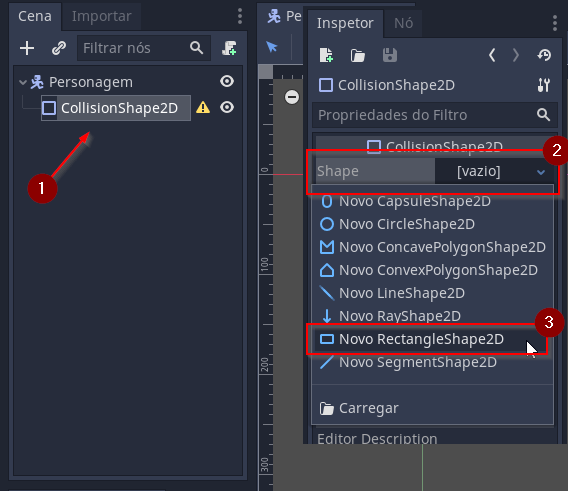 Cena
Importar
Filtrar nós
Personagem
CollisionShape2D
1
0
100
200
300
Inspetor
Nó
CollisionShape2D
Propriedades do Filtro
CollisionShape2D
2
Shape
[vazio]
Novo CapsuleShape2D
Novo CircleShape2D
Novo ConcavePolygonShape2D
Novo ConvexPolygonShape2D
Novo LineShape2D
Novo RayShape2D
3
Novo RectangleShape2D
Novo SegmentShape2D
Carregar
Editor Description